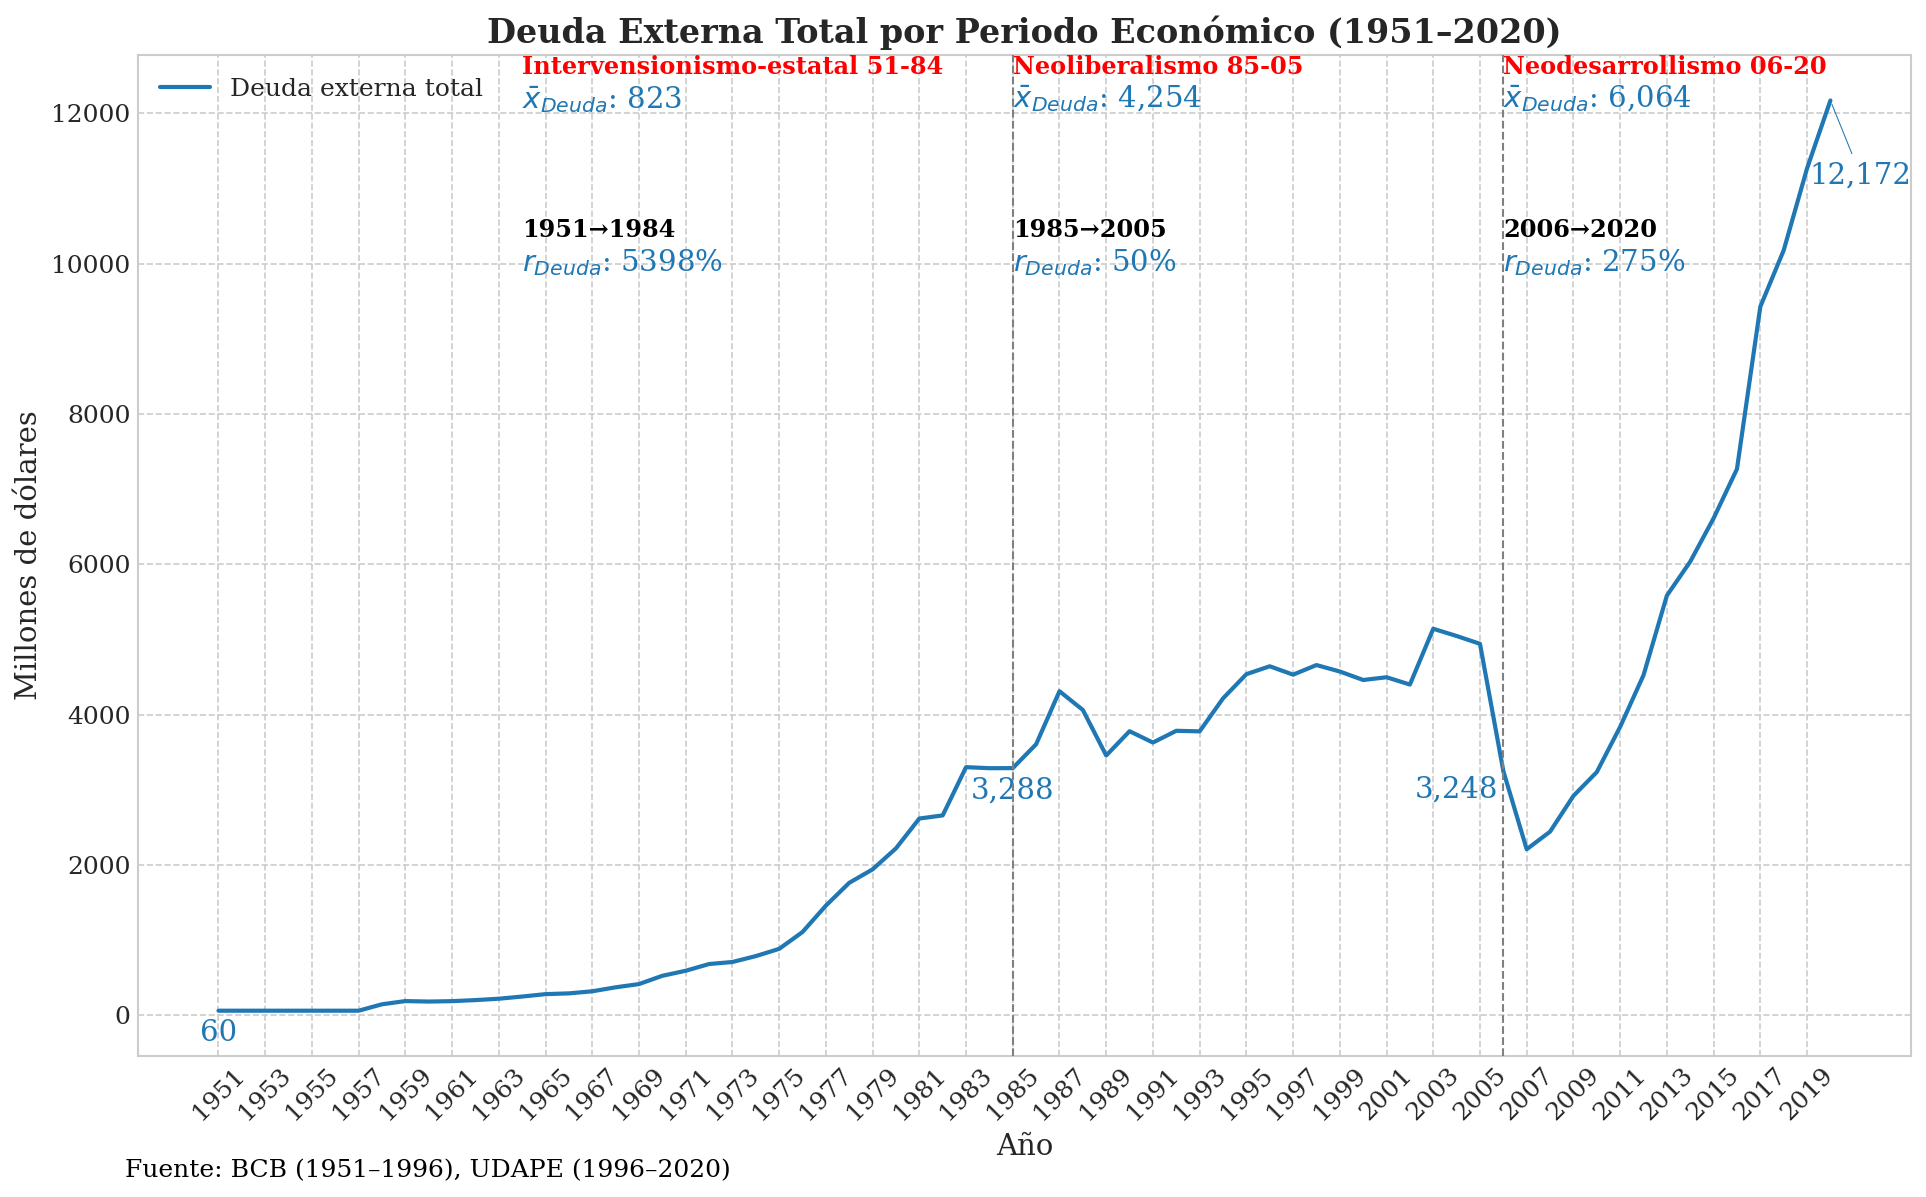 Deuda Externa Total por Periodo Económico (1951–2020)
Deuda externa total
Intervensionismo-estatal 51-84
x̄Deuda: 823
Neoliberalismo 85-05
x̄Deuda: 4,254
Neodesarrollismo 06-20
x̄Deuda: 6,064
12,172
1951→1984
rDeuda: 5398%
1985→2005
rDeuda: 50%
2006→2020
rDeuda: 275%
3,288
3,248
60
Millones de dólares
12000
10000
8000
6000
4000
2000
0
1951 1953 1955 1957 1959 1961 1963 1965 1967 1969 1971 1973 1975 1977 1979 1981 1983 1985 1987 1989 1991 1993 1995 1997 1999 2001 2003 2005 2007 2009 2011 2013 2015 2017 2019
Año
Fuente: BCB (1951–1996), UDAPE (1996–2020)